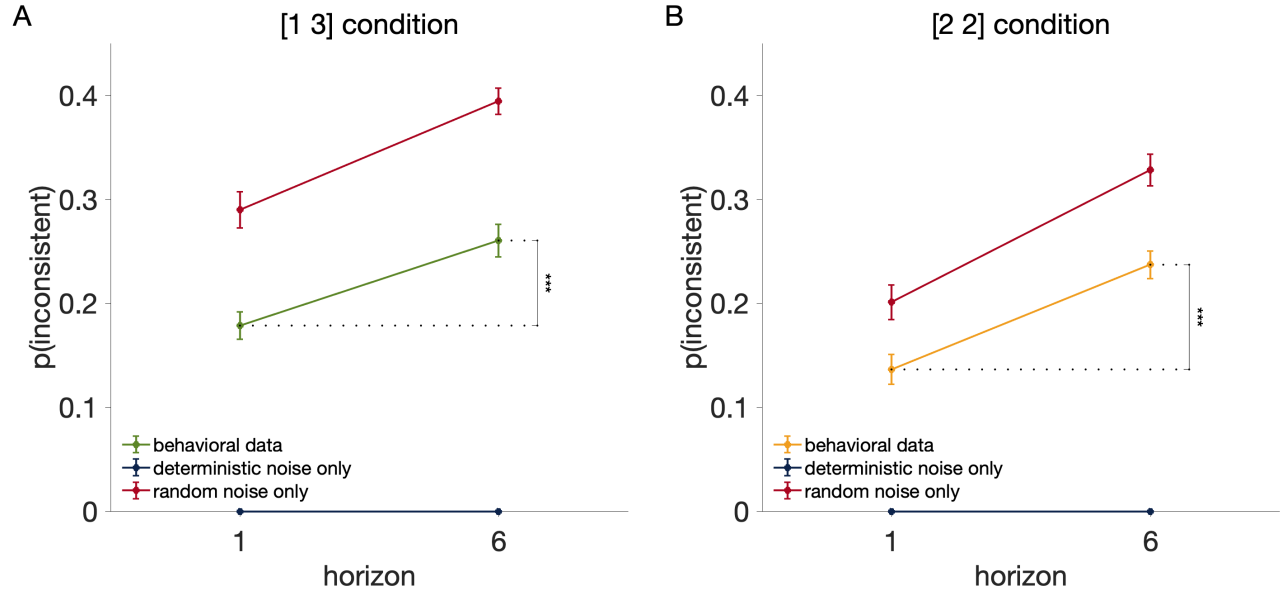 A
[1 3] condition
p(inconsistent)
0.4
0.3
0.2
0.1
0
***
behavioral data
deterministic noise only
random noise only
1
6
horizon
B
[2 2] condition
p(inconsistent)
0.4
0.3
0.2
0.1
0
***
behavioral data
deterministic noise only
random noise only
1
6
horizon